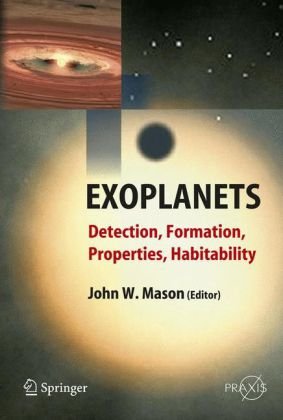 EXOPLANETS
Detection, Formation,
Properties, Habitability
John W. Mason (Editor)
Springer
PRAXIS